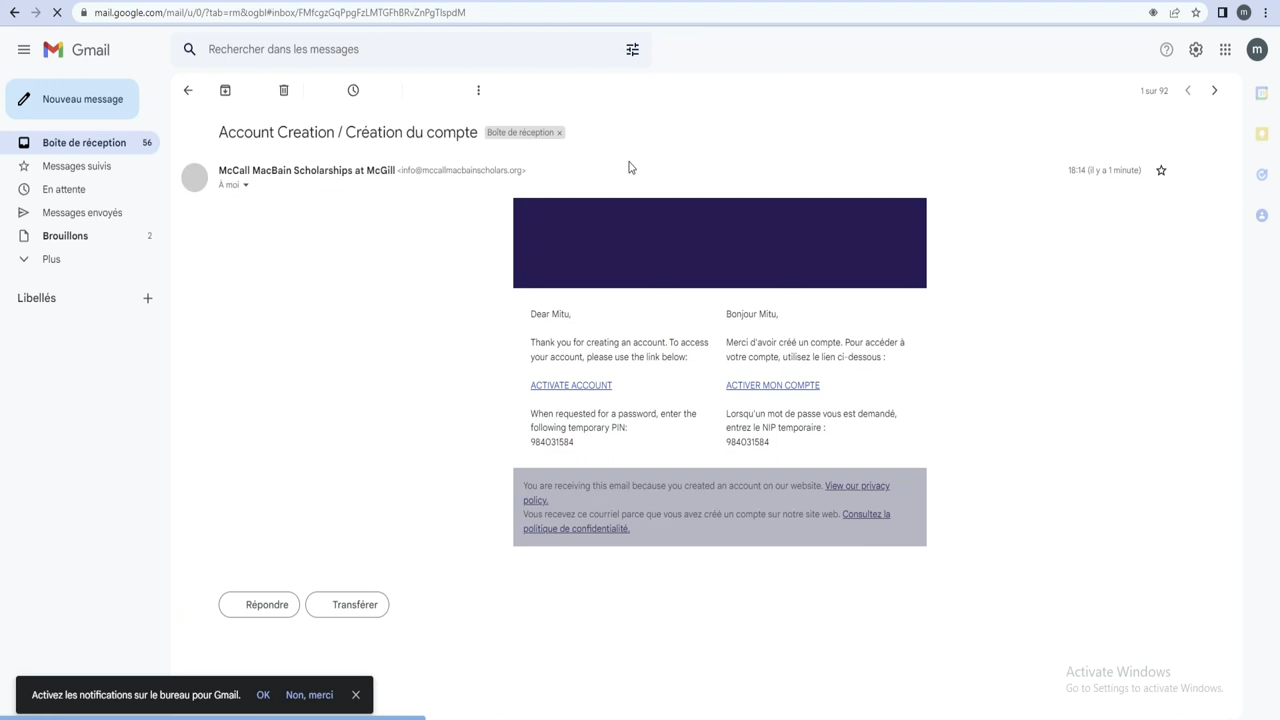 mail.google.com/mail/u/0/?tab=rm&ogbl#inbox/FMfcgzGqPpgFzLMTGFhBRvZnPgTlspdM
m
Gmail
Rechercher dans les messages
m
Nouveau message
1 sur 92
Account Creation / Création du compte
Boîte de réception x
Boîte de réception 56
Messages suivis
McCall MacBain Scholarships at McGill <info@mccallmacbainscholars.org>
18:14 (il y a 1 minute)
À moi
En attente
Messages envoyés
Brouillons 2
Plus
Libellés
Dear Mitu,
Thank you for creating an account. To access
your account, please use the link below:
ACTIVATE ACCOUNT
When requested for a password, enter the
following temporary PIN:
984031584
Bonjour Mitu,
Merci d'avoir créé un compte. Pour accéder à
votre compte, utilisez le lien ci-dessous :
ACTIVER MON COMPTE
Lorsqu'un mot de passe vous est demandé,
entrez le NIP temporaire :
984031584
You are receiving this email because you created an account on our website. View our privacy
policy.
Vous recevez ce courriel parce que vous avez créé un compte sur notre site web. Consultez la
politique de confidentialité.
Répondre
Transférer
Activate Windows
Go to Settings to activate Windows.
Activez les notifications sur le bureau pour Gmail. OK Non, merci